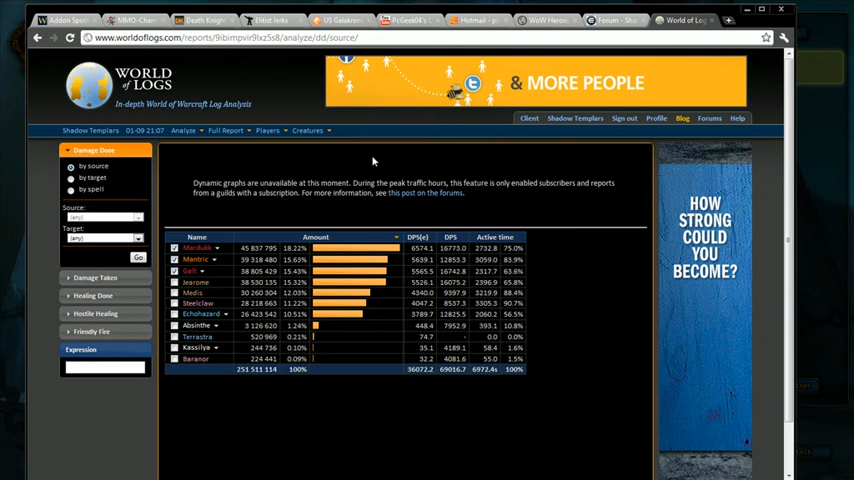 Addon Spot
MMO-Chan
Death Knight
Elitist Jerks
US Galakron
PcGeek04's
Hotmail - p
WoW Heroes
Forum - Sha
World of Log
www.worldoflogs.com/reports/9ibimpvir9lxz5s8/analyze/dd/source/
WORLD
of LOGS
In-depth World of Warcraft Log Analysis
& MORE PEOPLE
Client Shadow Templars Sign out Profile Blog Forums Help
Shadow Templars 01-09 21:07 Analyze Full Report Players Creatures
Damage Done
by source
by target
by spell
Source:
(any)
Target:
(any)
Go
Damage Taken
Healing Done
Hostile Healing
Friendly Fire
Expression
Dynamic graphs are unavailable at this moment. During the peak traffic hours, this feature is only enabled subscribers and reports
from a guilds with a subscription. For more information, see this post on the forums.
Name Amount DPS(e) DPS Active time
Mardukk 45 837 795 18.22% 6574.1 16773.0 2732.8 75.0%
Mantric 39 318 480 15.63% 5639.1 12853.3 3059.0 83.9%
Galt 38 805 429 15.43% 5565.5 16742.8 2317.7 63.6%
Jearome 38 530 135 15.32% 5526.1 16075.2 2396.9 65.8%
Medis 30 260 304 12.03% 4340.0 9397.9 3219.9 88.4%
Steelclaw 28 218 663 11.22% 4047.2 8537.3 3305.3 90.7%
Echohazard 26 423 542 10.51% 3789.7 12825.5 2060.2 56.5%
Absinthe 3 126 620 1.24% 448.4 7952.9 393.1 10.8%
Terrastra 520 969 0.21% 74.7 - 0.0 0.0%
Kassilya 244 736 0.10% 35.1 4189.1 58.4 1.6%
Baranor 224 441 0.09% 32.2 4081.6 55.0 1.5%
251 511 114 100% 36072.2 69016.7 6972.4s 100%
HOW
STRONG
COULD
YOU
BECOME?